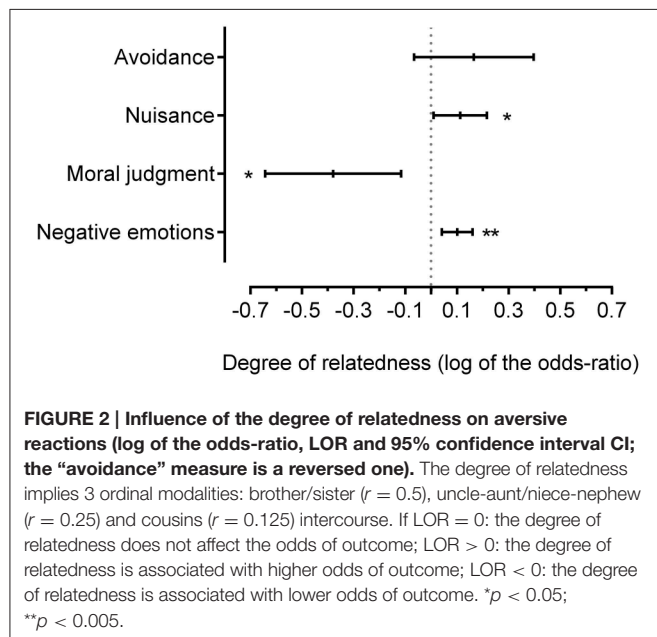 Avoidance
Nuisance
*
Moral judgment
*
Negative emotions
**
-0.7 -0.5 -0.3 -0.1 0.1 0.3 0.5 0.7
Degree of relatedness (log of the odds-ratio)
FIGURE 2 | Influence of the degree of relatedness on aversive
reactions (log of the odds-ratio, LOR and 95% confidence interval CI;
the “avoidance” measure is a reversed one). The degree of relatedness
implies 3 ordinal modalities: brother/sister (r = 0.5), uncle-aunt/niece-nephew
(r = 0.25) and cousins (r = 0.125) intercourse. If LOR = 0: the degree of
relatedness does not affect the odds of outcome; LOR > 0: the degree of
relatedness is associated with higher odds of outcome; LOR < 0: the degree
of relatedness is associated with lower odds of outcome. *p < 0.05;
**p < 0.005.